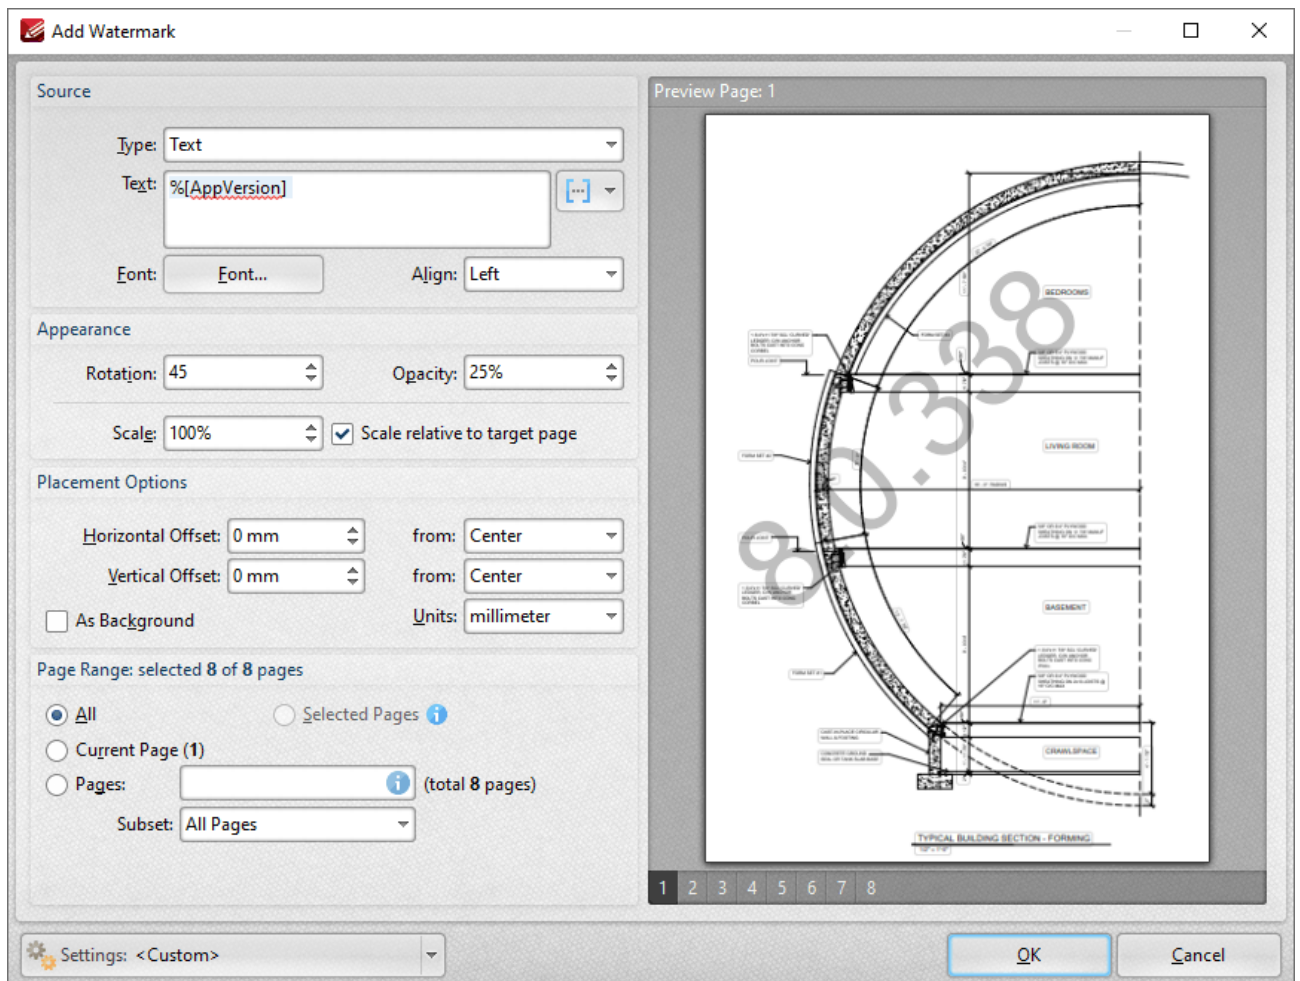 Add Watermark
Source
Type: Text
Text: %[AppVersion]
Font: Font... Align: Left
Appearance
Rotation: 45 Opacity: 25%
Scale: 100% Scale relative to target page
Placement Options
Horizontal Offset: 0 mm from: Center
Vertical Offset: 0 mm from: Center
As Background Units: millimeter
Page Range: selected 8 of 8 pages
All Selected Pages
Current Page (1)
Pages: (total 8 pages)
Subset: All Pages
Settings: <Custom>
Preview Page: 1
8.0.338
BEDROOMS
LIVING ROOM
BASEMENT
CRAWLSPACE
TYPICAL BUILDING SECTION - FORMING
1 2 3 4 5 6 7 8
OK Cancel